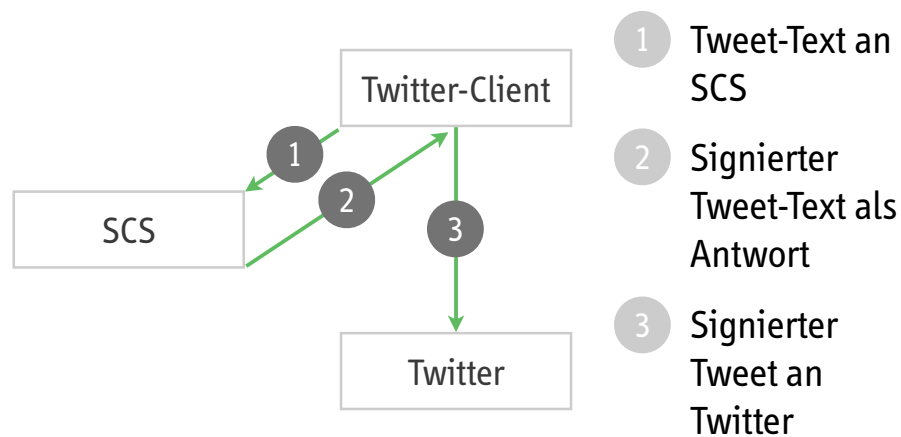 Twitter-Client
1
2
SCS
3
Twitter
1 Tweet-Text an
SCS
2 Signierter
Tweet-Text als
Antwort
3 Signierter
Tweet an
Twitter